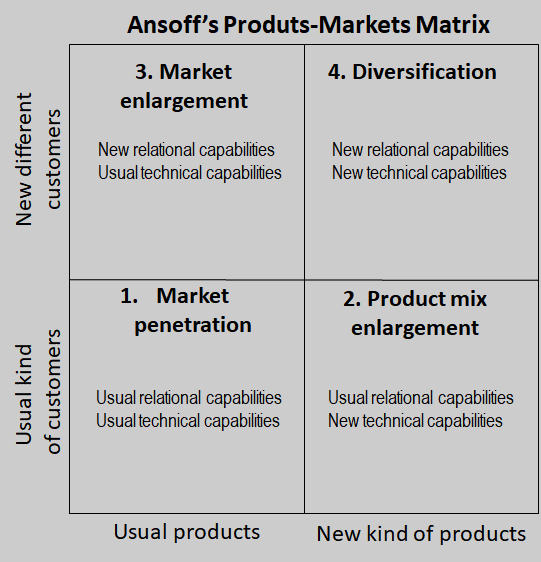 Ansoff's Produts-Markets Matrix
New different
customers
3. Market
enlargement
New relational capabilities
Usual technical capabilities
4. Diversification
New relational capabilities
New technical capabilities
Usual kind
of customers
1. Market
penetration
Usual relational capabilities
Usual technical capabilities
2. Product mix
enlargement
Usual relational capabilities
New technical capabilities
Usual products
New kind of products